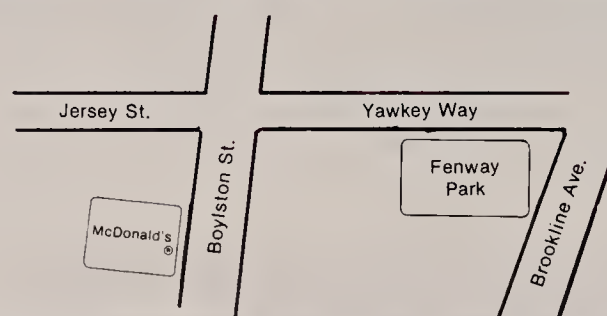 Jersey St.
Yawkey Way
Boylston St.
Fenway
Park
McDonald's
Brookline Ave.